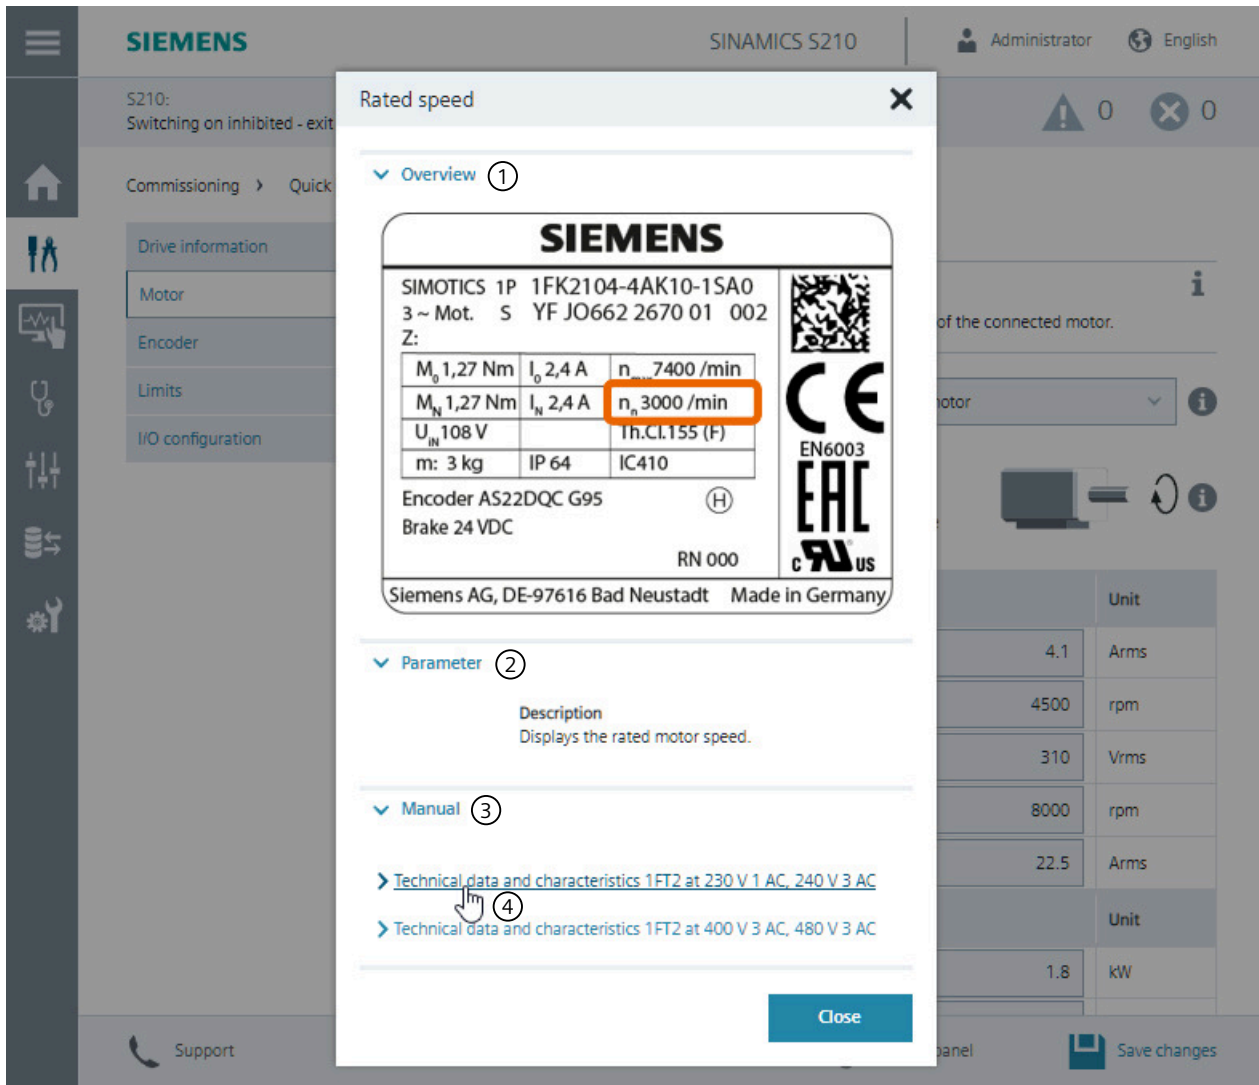 SIEMENS
SINAMICS S210
Administrator
English
S210:
Switching on inhibited - exit
0
0
Rated speed
Commissioning > Quick
Drive information
Motor
Encoder
Limits
I/O configuration
Overview 1
SIEMENS
SIMOTICS 1P 1FK2104-4AK10-1SA0
3 ~ Mot. S YF JO662 2670 01 002
Z:
M0 1,27 Nm I0 2,4 A n 7400 /min
MN 1,27 Nm IN 2,4 A nn 3000 /min
UIN 108 V Th.Cl.155 (F)
m: 3 kg IP 64 IC410
Encoder AS22DQC G95 H
Brake 24 VDC
RN 000
CE
EN6003
EAC
c US
Siemens AG, DE-97616 Bad Neustadt Made in Germany
Parameter 2
Description
Displays the rated motor speed.
Manual 3
Technical data and characteristics 1FT2 at 230 V 1 AC, 240 V 3 AC
4
Technical data and characteristics 1FT2 at 400 V 3 AC, 480 V 3 AC
Close
i
of the connected motor.
otor
i
i
Unit
4.1 Arms
4500 rpm
310 Vrms
8000 rpm
22.5 Arms
Unit
1.8 kW
Support
panel
Save changes